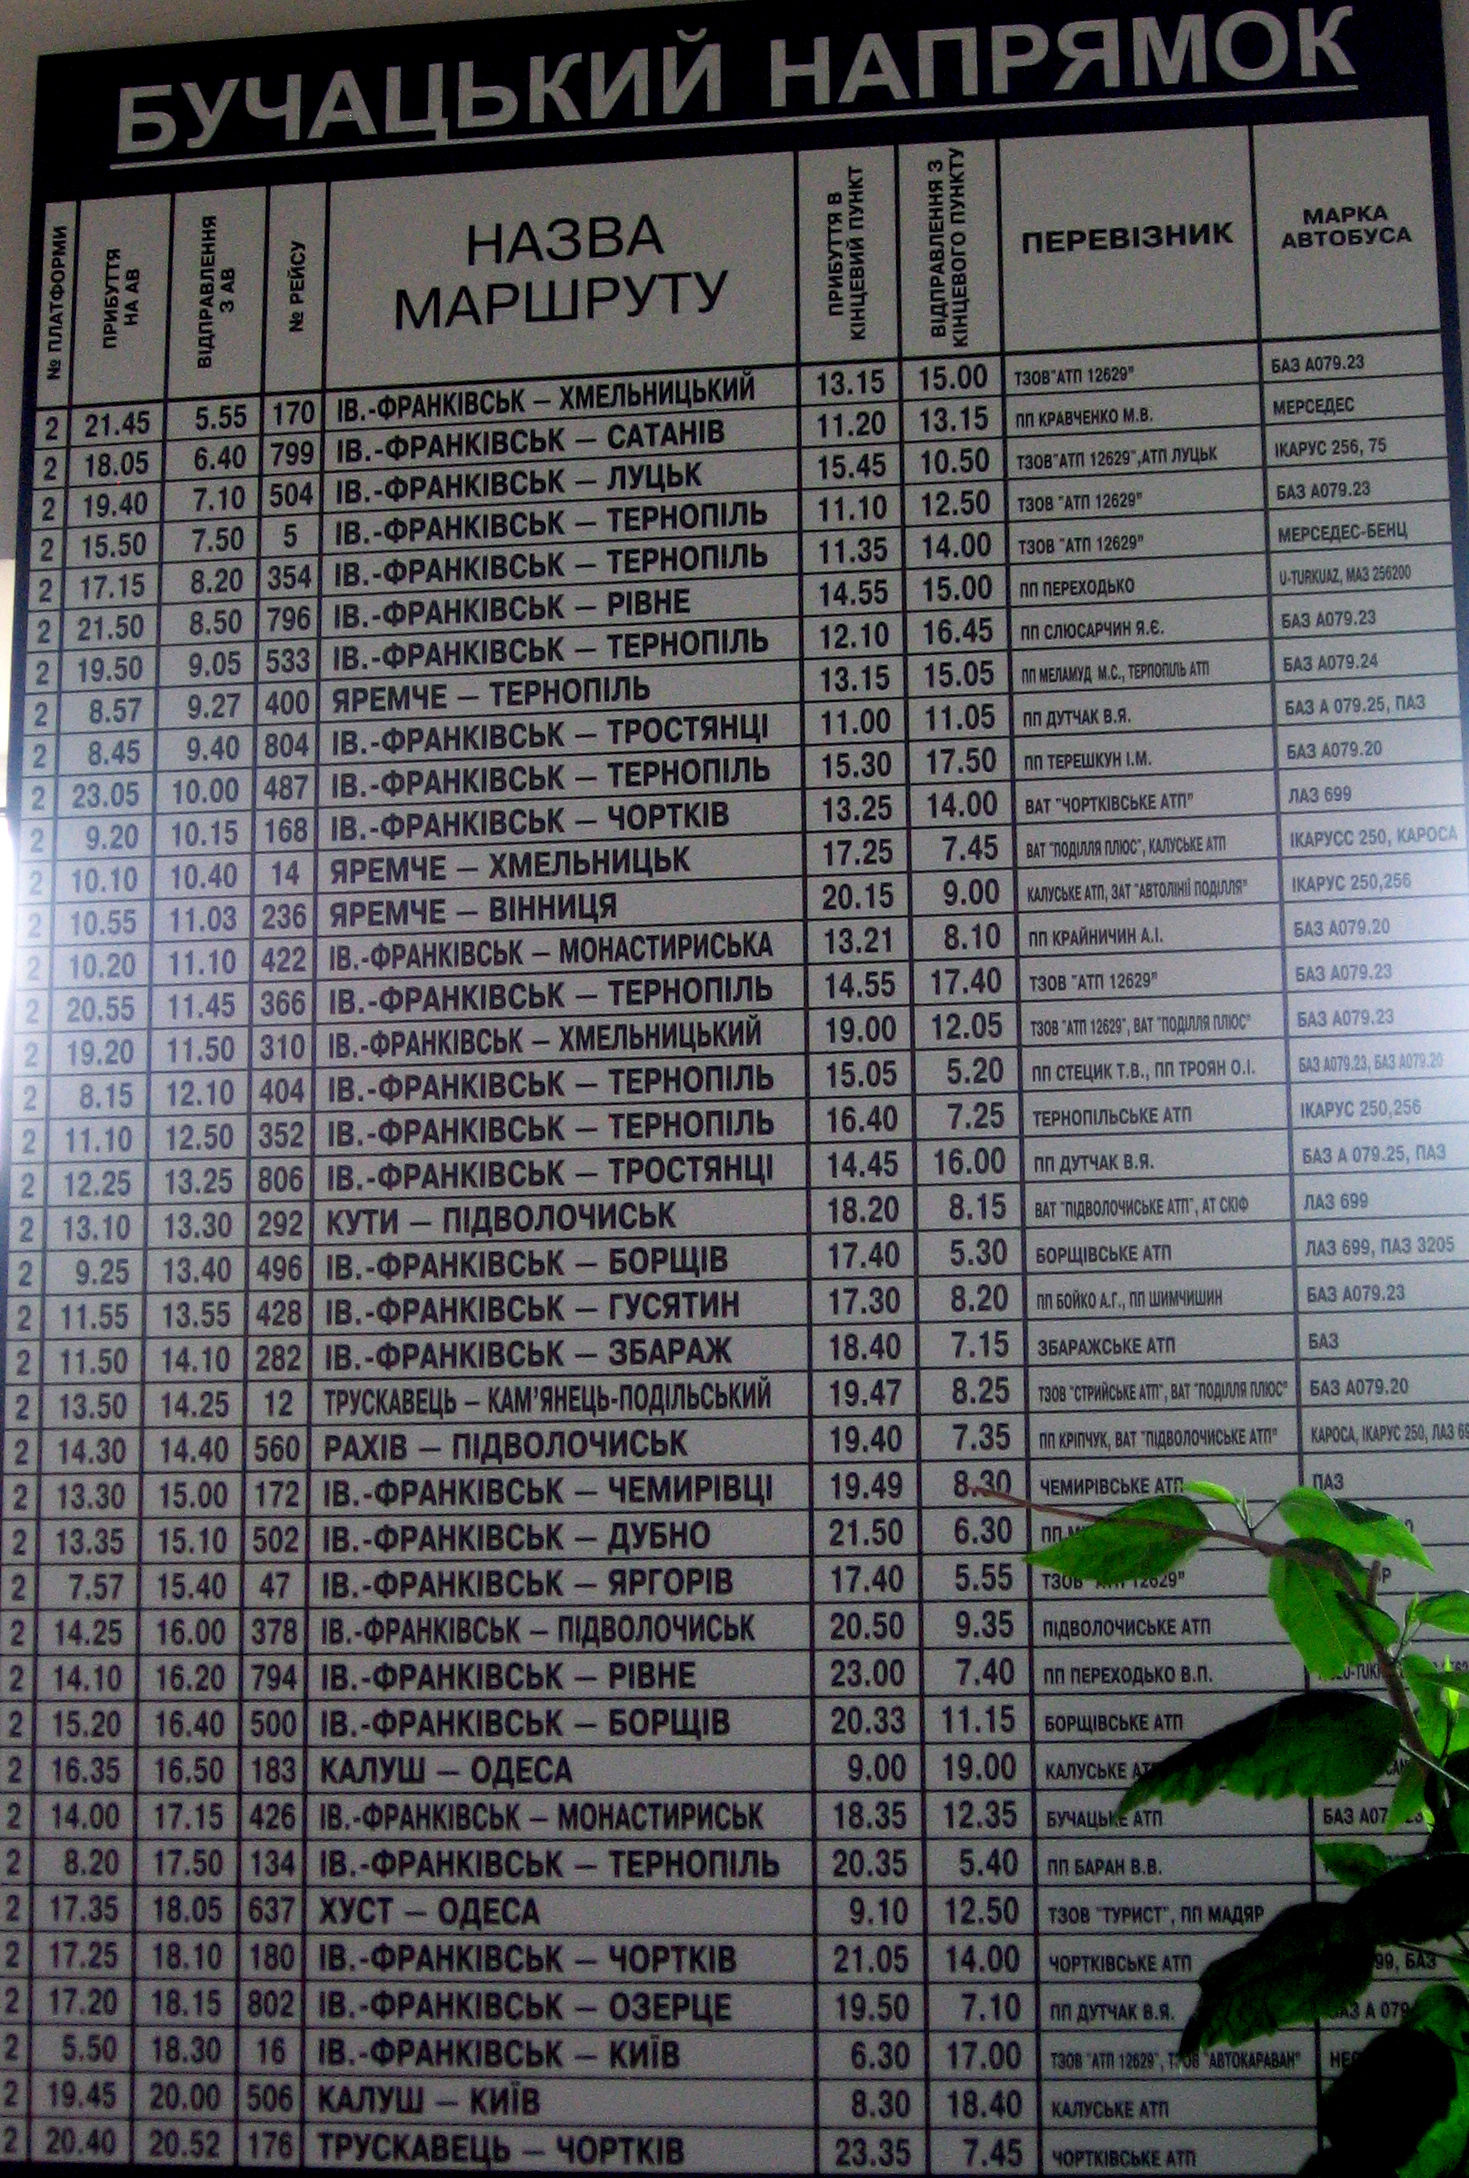 БУЧАЦЬКИЙ НАПРЯМОК
№ ПЛАТФОРМИ
ПРИБУТТЯ НА АВ
ВІДПРАВЛЕННЯ З АВ
№ РЕЙСУ
НАЗВА МАРШРУТУ
ПРИБУТТЯ В КІНЦЕВИЙ ПУНКТ
ВІДПРАВЛЕННЯ З КІНЦЕВОГО ПУНКТУ
ПЕРЕВІЗНИК
МАРКА АВТОБУСА
2 21.45 5.55 170 ІВ.-ФРАНКІВСЬК – ХМЕЛЬНИЦЬКИЙ 13.15 15.00 ТЗОВ"АТП 12629" БАЗ А079.23
2 18.05 6.40 799 ІВ.-ФРАНКІВСЬК – САТАНІВ 11.20 13.15 ПП КРАВЧЕНКО М.В. МЕРСЕДЕС
2 19.40 7.10 504 ІВ.-ФРАНКІВСЬК – ЛУЦЬК 15.45 10.50 ТЗОВ"АТП 12629",АТП ЛУЦЬК ІКАРУС 256, 75
2 15.50 7.50 5 ІВ.-ФРАНКІВСЬК – ТЕРНОПІЛЬ 11.10 12.50 ТЗОВ "АТП 12629" БАЗ А079.23
2 17.15 8.20 354 ІВ.-ФРАНКІВСЬК – ТЕРНОПІЛЬ 11.35 14.00 ТЗОВ "АТП 12629" МЕРСЕДЕС-БЕНЦ
2 21.50 8.50 796 ІВ.-ФРАНКІВСЬК – РІВНЕ 14.55 15.00 ПП ПЕРЕХОДЬКО U-TURKUAZ, МАЗ 256200
2 19.50 9.05 533 ІВ.-ФРАНКІВСЬК – ТЕРНОПІЛЬ 12.10 16.45 ПП СЛЮСАРЧИН Я.Є. БАЗ А079.23
2 8.57 9.27 400 ЯРЕМЧЕ – ТЕРНОПІЛЬ 13.15 15.05 ПП МЕЛАМУД М.С., ТЕРПОПІЛЬ АТП БАЗ А079.24
2 8.45 9.40 804 ІВ.-ФРАНКІВСЬК – ТРОСТЯНЦІ 11.00 11.05 ПП ДУТЧАК В.Я. БАЗ А 079.25, ПАЗ
2 23.05 10.00 487 ІВ.-ФРАНКІВСЬК – ТЕРНОПІЛЬ 15.30 17.50 ПП ТЕРЕШКУН І.М. БАЗ А079.20
2 9.20 10.15 168 ІВ.-ФРАНКІВСЬК – ЧОРТКІВ 13.25 14.00 ВАТ "ЧОРТКІВСЬКЕ АТП" ЛАЗ 699
2 10.10 10.40 14 ЯРЕМЧЕ – ХМЕЛЬНИЦЬК 17.25 7.45 ВАТ "ПОДІЛЛЯ ПЛЮС", КАЛУСЬКЕ АТП ІКАРУСС 250, КАРОСА
2 10.55 11.03 236 ЯРЕМЧЕ – ВІННИЦЯ 20.15 9.00 КАЛУСЬКЕ АТП, ЗАТ "АВТОЛІНІЇ ПОДІЛЛЯ" ІКАРУС 250,256
2 10.20 11.10 422 ІВ.-ФРАНКІВСЬК – МОНАСТИРИСЬКА 13.21 8.10 ПП КРАЙНИЧИН А.І. БАЗ А079.20
2 20.55 11.45 366 ІВ.-ФРАНКІВСЬК – ТЕРНОПІЛЬ 14.55 17.40 ТЗОВ "АТП 12629" БАЗ А079.23
2 19.20 11.50 310 ІВ.-ФРАНКІВСЬК – ХМЕЛЬНИЦЬКИЙ 19.00 12.05 ТЗОВ "АТП 12629", ВАТ "ПОДІЛЛЯ ПЛЮС" БАЗ А079.23
2 8.15 12.10 404 ІВ.-ФРАНКІВСЬК – ТЕРНОПІЛЬ 15.05 5.20 ПП СТЕЦИК Т.В., ПП ТРОЯН О.І. БАЗ А079.23, БАЗ А079.20
2 11.10 12.50 352 ІВ.-ФРАНКІВСЬК – ТЕРНОПІЛЬ 16.40 7.25 ТЕРНОПІЛЬСЬКЕ АТП ІКАРУС 250,256
2 12.25 13.25 806 ІВ.-ФРАНКІВСЬК – ТРОСТЯНЦІ 14.45 16.00 ПП ДУТЧАК В.Я. БАЗ А 079.25, ПАЗ
2 13.10 13.30 292 КУТИ – ПІДВОЛОЧИСЬК 18.20 8.15 ВАТ "ПІДВОЛОЧИСЬКЕ АТП", АТ СКІФ ЛАЗ 699
2 9.25 13.40 496 ІВ.-ФРАНКІВСЬК – БОРЩІВ 17.40 5.30 БОРЩІВСЬКЕ АТП ЛАЗ 699, ПАЗ 3205
2 11.55 13.55 428 ІВ.-ФРАНКІВСЬК – ГУСЯТИН 17.30 8.20 ПП БОЙКО А.Г., ПП ШИМЧИШИН БАЗ А079.23
2 11.50 14.10 282 ІВ.-ФРАНКІВСЬК – ЗБАРАЖ 18.40 7.15 ЗБАРАЖСЬКЕ АТП БАЗ
2 13.50 14.25 12 ТРУСКАВЕЦЬ – КАМ'ЯНЕЦЬ-ПОДІЛЬСЬКИЙ 19.47 8.25 ТЗОВ "СТРИЙСЬКЕ АТП", ВАТ "ПОДІЛЛЯ ПЛЮС" БАЗ А079.20
2 14.30 14.40 560 РАХІВ – ПІДВОЛОЧИСЬК 19.40 7.35 ПП КРІПЧУК, ВАТ "ПІДВОЛОЧИСЬКЕ АТП" КАРОСА, ІКАРУС 250, ЛАЗ 69
2 13.30 15.00 172 ІВ.-ФРАНКІВСЬК – ЧЕМИРІВЦІ 19.49 8.30 ЧЕМИРІВСЬКЕ АТП ПАЗ
2 13.35 15.10 502 ІВ.-ФРАНКІВСЬК – ДУБНО 21.50 6.30 ПП
2 7.57 15.40 47 ІВ.-ФРАНКІВСЬК – ЯРГОРІВ 17.40 5.55 ТЗОВ "АТП 12629"
2 14.25 16.00 378 ІВ.-ФРАНКІВСЬК – ПІДВОЛОЧИСЬК 20.50 9.35 ПІДВОЛОЧИСЬКЕ АТП
2 14.10 16.20 794 ІВ.-ФРАНКІВСЬК – РІВНЕ 23.00 7.40 ПП ПЕРЕХОДЬКО В.П.
2 15.20 16.40 500 ІВ.-ФРАНКІВСЬК – БОРЩІВ 20.33 11.15 БОРЩІВСЬКЕ АТП
2 16.35 16.50 183 КАЛУШ – ОДЕСА 9.00 19.00 КАЛУСЬКЕ АТП
2 14.00 17.15 426 ІВ.-ФРАНКІВСЬК – МОНАСТИРИСЬК 18.35 12.35 БУЧАЦЬКЕ АТП БАЗ
2 8.20 17.50 134 ІВ.-ФРАНКІВСЬК – ТЕРНОПІЛЬ 20.35 5.40 ПП БАРАН В.В.
2 17.35 18.05 637 ХУСТ – ОДЕСА 9.10 12.50 ТЗОВ "ТУРИСТ", ПП МАДЯР
2 17.25 18.10 180 ІВ.-ФРАНКІВСЬК – ЧОРТКІВ 21.05 14.00 ЧОРТКІВСЬКЕ АТП БАЗ
2 17.20 18.15 802 ІВ.-ФРАНКІВСЬК – ОЗЕРЦЕ 19.50 7.10 ПП ДУТЧАК В.Я.
2 5.50 18.30 16 ІВ.-ФРАНКІВСЬК – КИЇВ 6.30 17.00 ТЗОВ "АТП 12629", ТЗОВ "АВТОКАРАВАН"
2 19.45 20.00 506 КАЛУШ – КИЇВ 8.30 18.40 КАЛУСЬКЕ АТП
2 20.40 20.52 176 ТРУСКАВЕЦЬ – ЧОРТКІВ 23.35 7.45 ЧОРТКІВСЬКЕ АТП